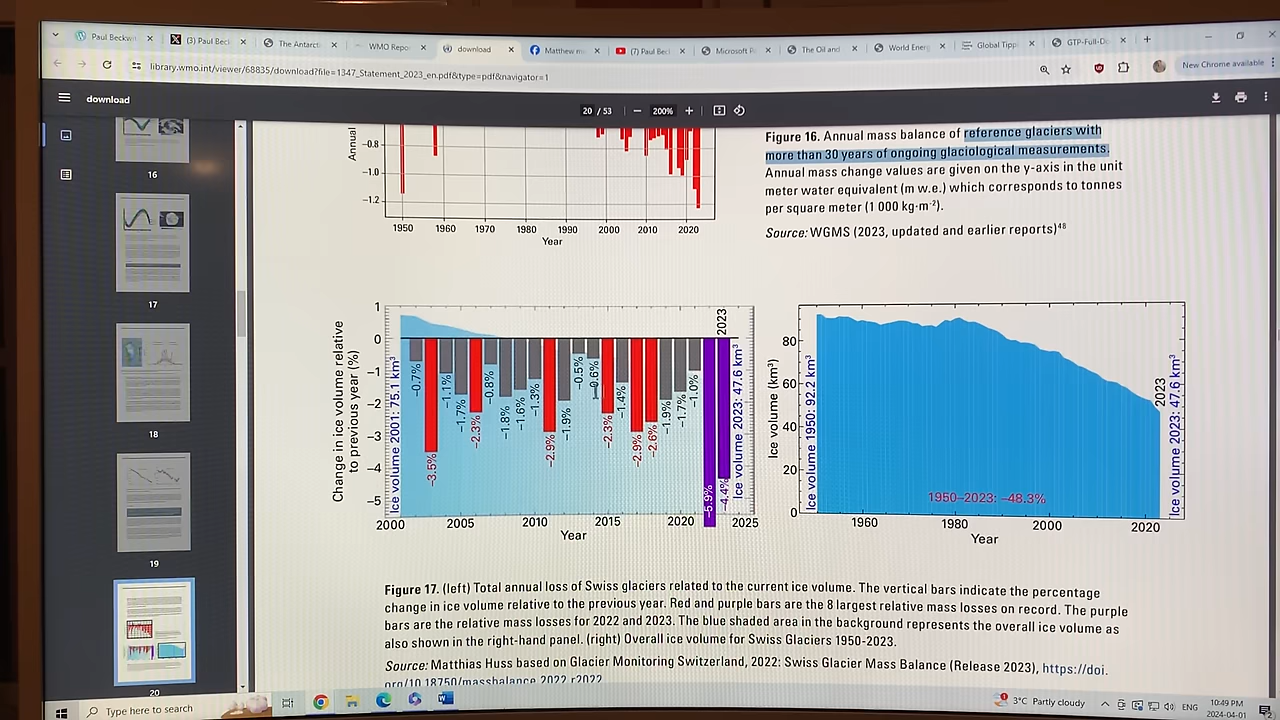 Paul Beckwi
(3) Paul Bec
The Antarct
WMO Repo
download
Matthew m
(7) Paul Bec
Microsoft P
The Oil and
World Ener
Global Tipp
GTP-Full-D
library.wmo.int/viewer/68835/download?file=1347_Statement_2023_en.pdf&type=pdf&navigator=1
New Chrome available
download
20 / 53
200%
16
17
18
19
20
Annual
−0.8
−1.0
−1.2
1950 1960 1970 1980 1990 2000 2010 2020
Year
Figure 16. Annual mass balance of reference glaciers with
more than 30 years of ongoing glaciological measurements.
Annual mass change values are given on the y-axis in the unit
meter water equivalent (m w.e.) which corresponds to tonnes
per square meter (1 000 kg·m⁻²).
Source: WGMS (2023, updated and earlier reports)⁴⁸
Change in ice volume relative
to previous year (%)
1
0
−1
−2
−3
−4
−5
Ice volume 2001: 75.1 km³
−0.7%
−3.5%
−1.1%
−1.7%
−2.3%
−0.8%
−1.8%
−1.6%
−1.3%
−2.9%
−1.9%
−0.5%
−0.6%
−2.3%
−1.4%
−2.9%
−2.6%
−1.9%
−1.7%
−1.0%
−5.9%
−4.4%
2023
Ice volume 2023: 47.6 km³
2000 2005 2010 2015 2020 2025
Year
Ice volume (km³)
80
60
40
20
0
Ice volume 1950: 92.2 km³
1950–2023: −48.3%
2023
Ice volume 2023: 47.6 km³
1960 1980 2000 2020
Year
Figure 17. (left) Total annual loss of Swiss glaciers related to the current ice volume. The vertical bars indicate the percentage
change in ice volume relative to the previous year. Red and purple bars are the 8 largest relative mass losses on record. The purple
bars are the relative mass losses for 2022 and 2023. The blue shaded area in the background represents the overall ice volume as
also shown in the right-hand panel. (right) Overall ice volume for Swiss Glaciers 1950-2023.
Source: Matthias Huss based on Glacier Monitoring Switzerland, 2022: Swiss Glacier Mass Balance (Release 2023), https://doi.
org/10.18750/massbalance.2022.r2022
Type here to search
3°C Partly cloudy
ENG
10:49 PM
2024-04-01